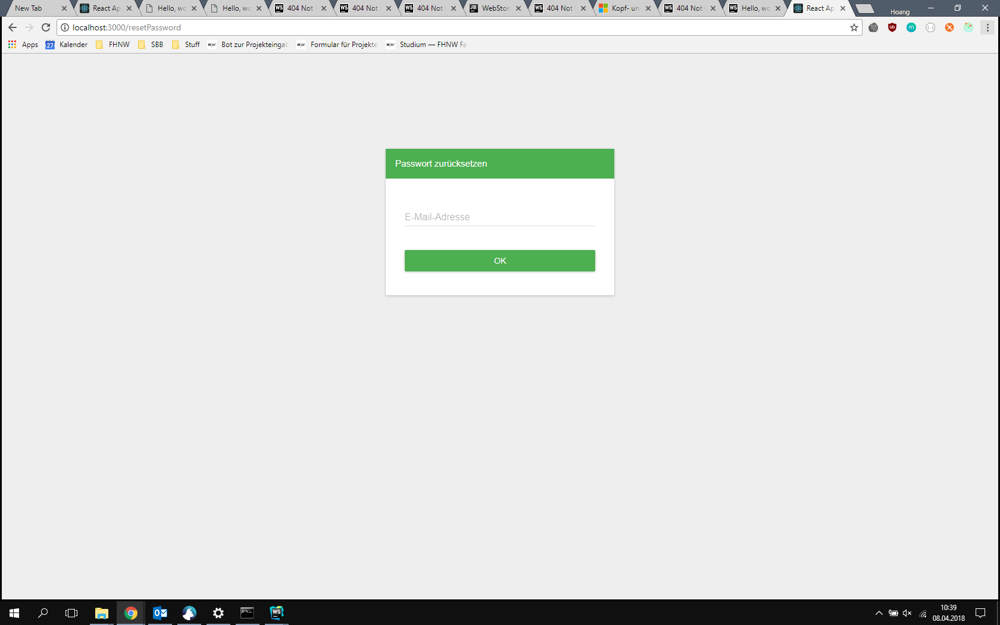 New Tab
React Ap
Hello, wo
Hello, wo
404 Not
404 Not
404 Not
WebStor
404 Not
Kopf- un
404 Not
Hello, wo
React Ap
Hoang
localhost:3000/resetPassword
Apps
27
Kalender
FHNW
SBB
Stuff
Bot zur Projekteingab
Formular für Projekte
Studium — FHNW Fa
Passwort zurücksetzen
E-Mail-Adresse
OK
10:39
08.04.2018